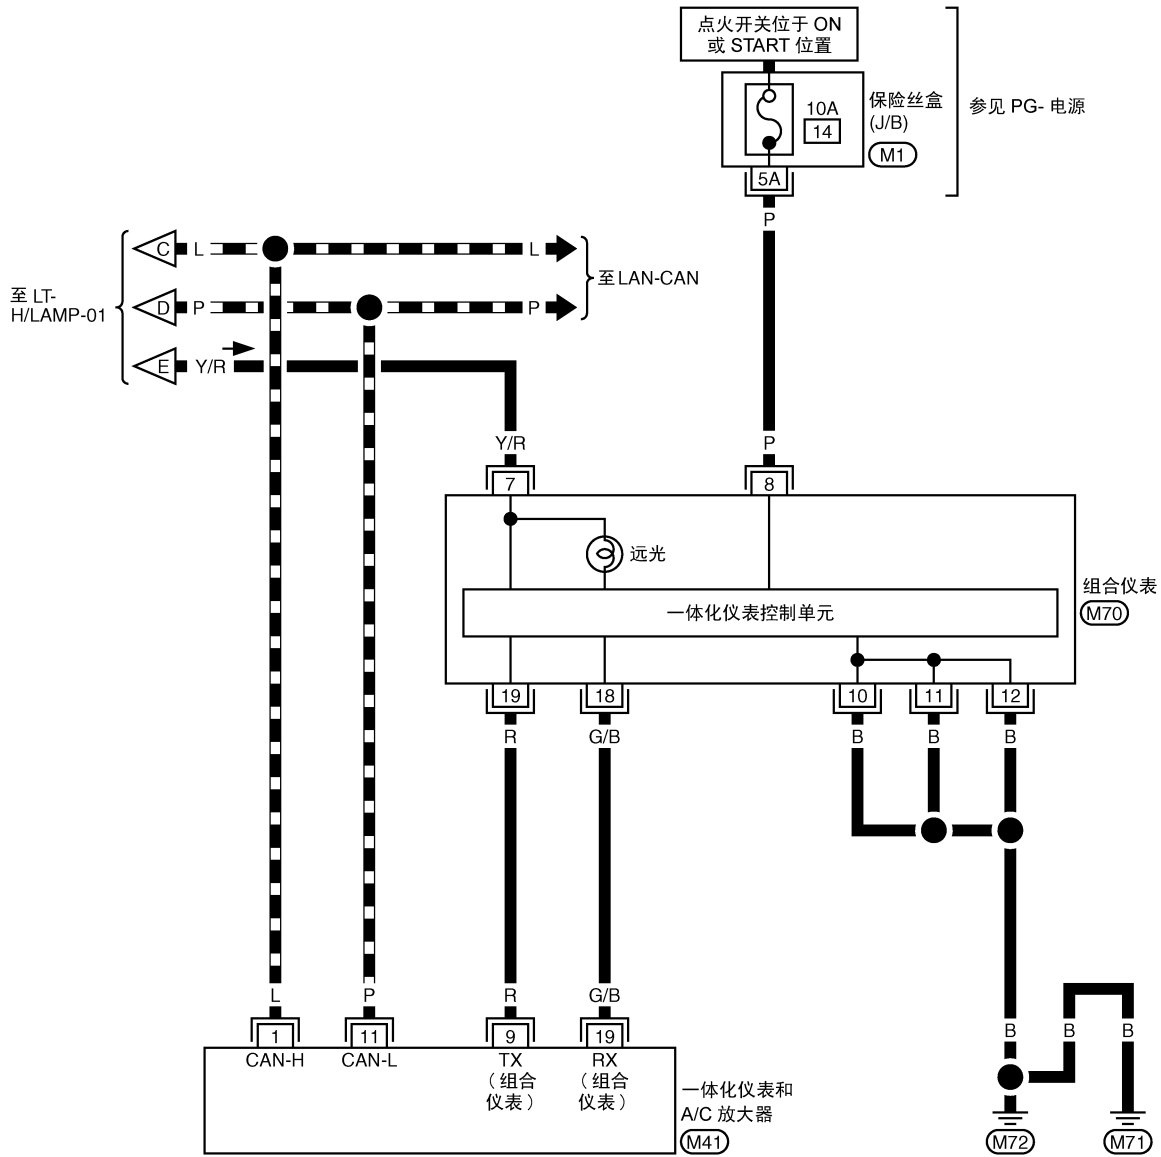 点火开关位于 ON
或 START 位置
10A
14
保险丝盒
(J/B)
M1
参见 PG- 电源
5A
P
C
L
L
至 LT-
H/LAMP-01
D
P
P
至 LAN-CAN
E
Y/R
Y/R
P
7
8
远光
一体化仪表控制单元
组合仪表
M70
19
18
10
11
12
R
G/B
B
B
B
L
P
R
G/B
1
11
9
19
CAN-H
CAN-L
TX
(组合
仪表)
RX
(组合
仪表)
一体化仪表和
A/C 放大器
M41
B
B
B
M72
M71